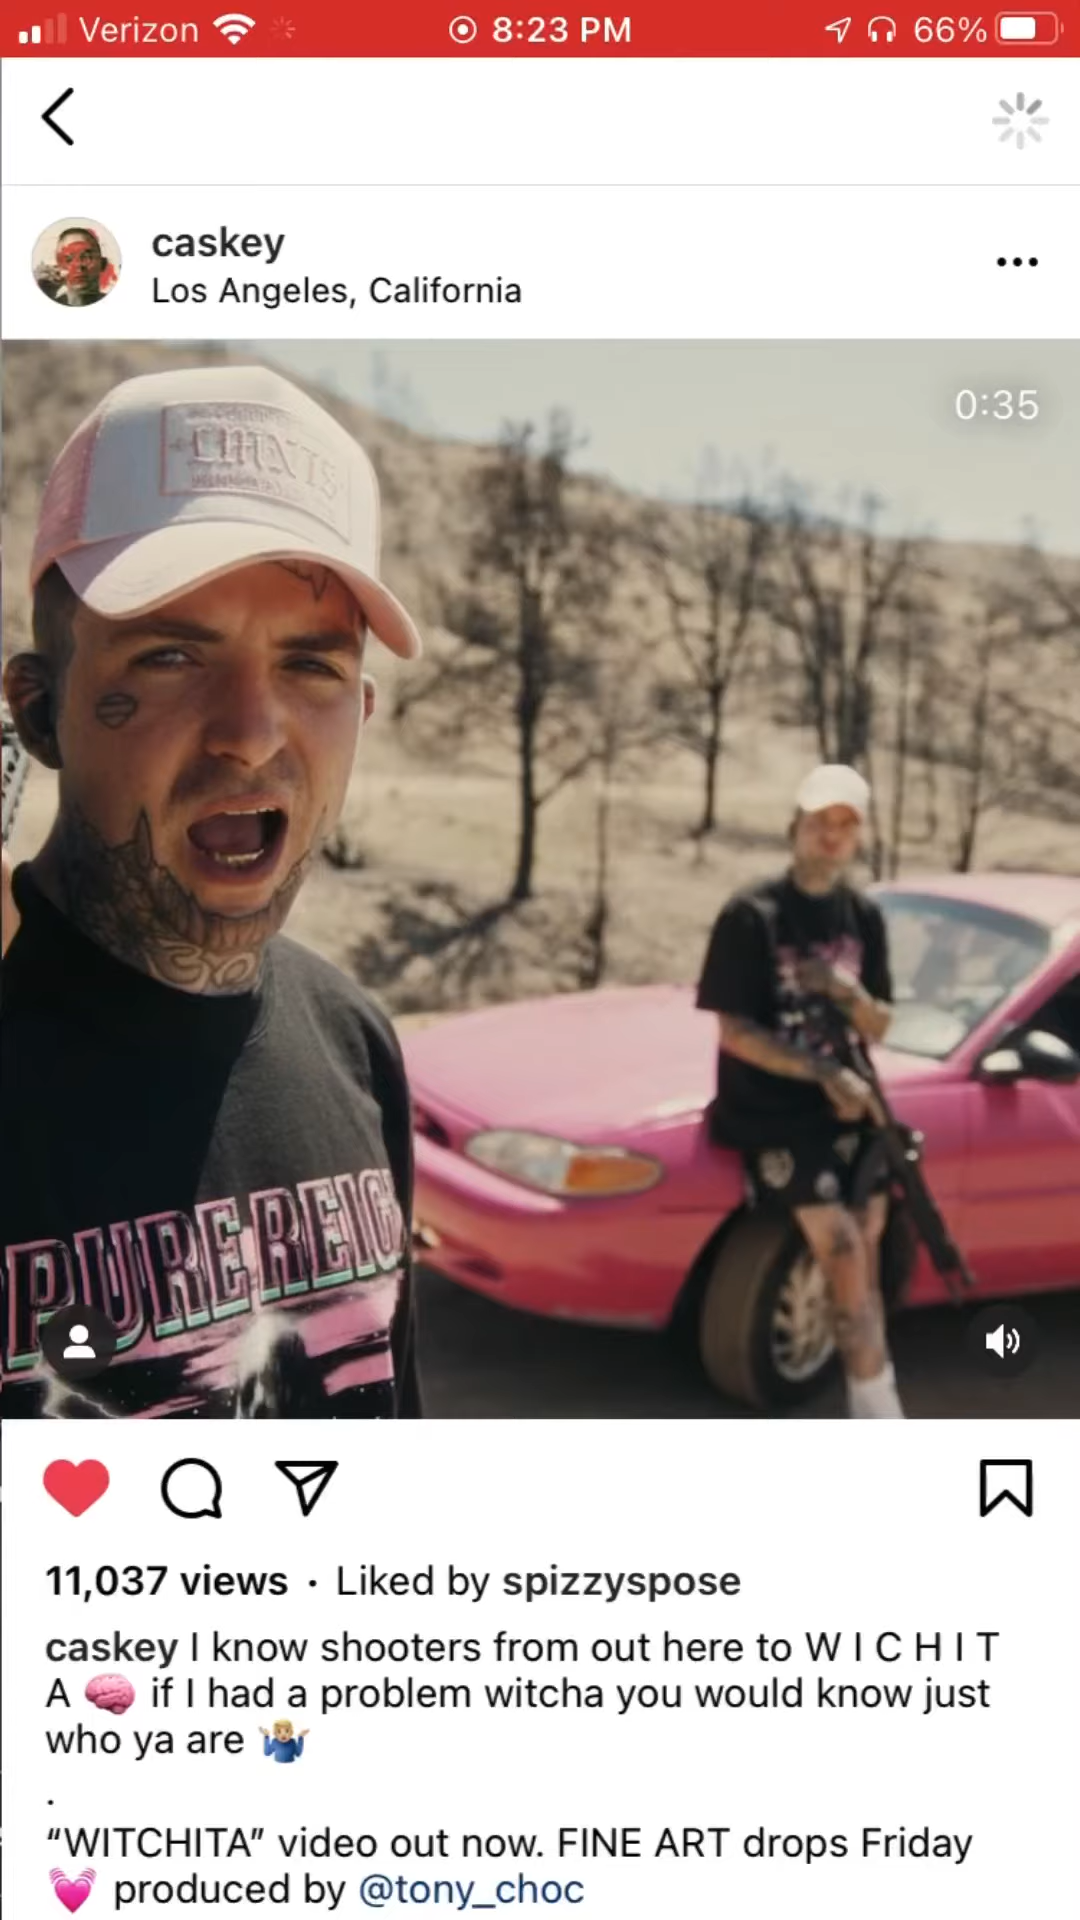 Verizon 8:23 PM 66%
caskey
Los Angeles, California
0:35
PURE REIG
11,037 views · Liked by spizzyspose
caskey I know shooters from out here to W I C H I T
A 🧠 if I had a problem witcha you would know just
who ya are 🤷🏼‍♂️
.
“WITCHITA” video out now. FINE ART drops Friday
💓 produced by @tony_choc